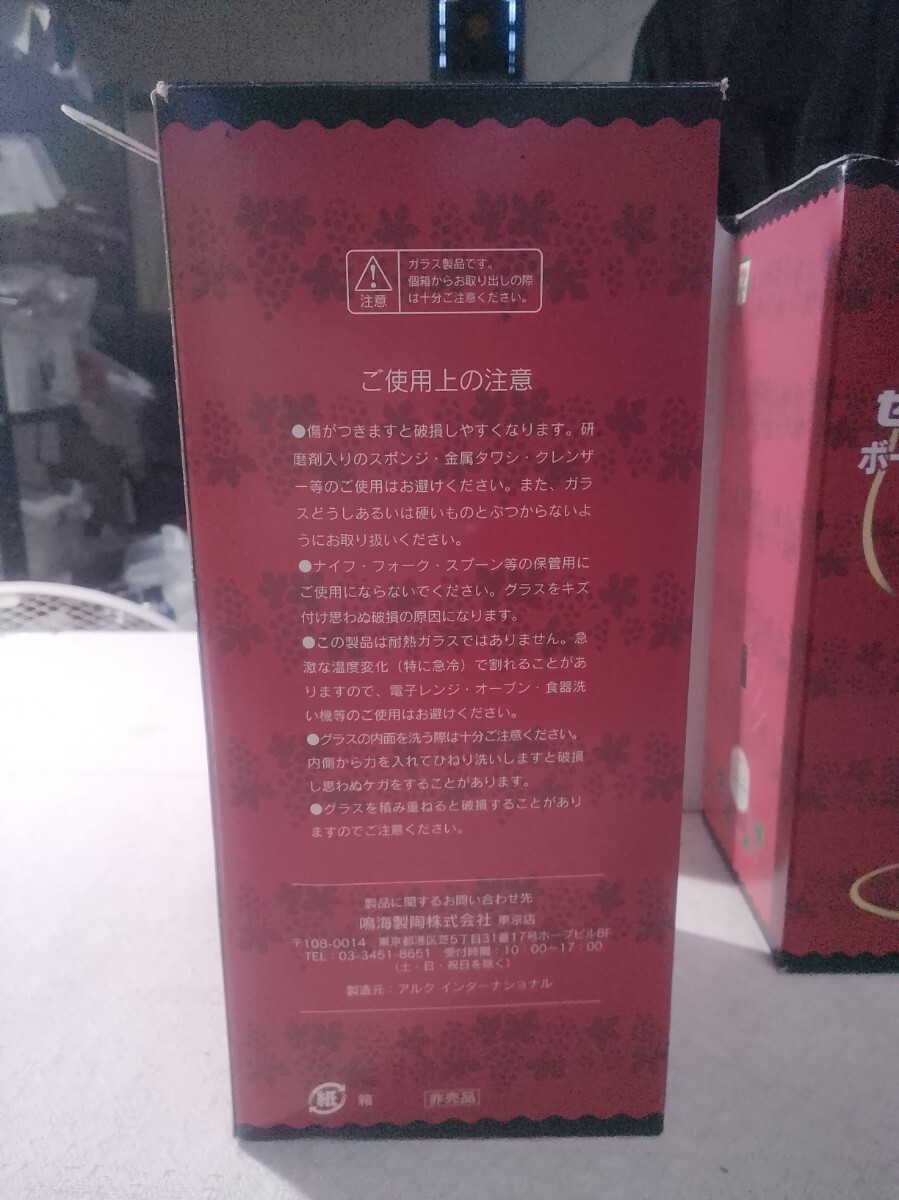 注意
ガラス製品です。
個箱からお取り出しの際
は十分ご注意ください。
ご使用上の注意
●傷がつきますと破損しやすくなります。研
磨剤入りのスポンジ・金属タワシ・クレンザ
ー等のご使用はお避けください。また、ガラ
スどうしあるいは硬いものとぶつからないよ
うにお取り扱いください。
●ナイフ・フォーク・スプーン等の保管用に
ご使用にならないでください。グラスをキズ
付け思わぬ破損の原因になります。
●この製品は耐熱ガラスではありません。急
激な温度変化（特に急冷）で割れることがあ
りますので、電子レンジ・オーブン・食器洗
い機等のご使用はお避けください。
●グラスの内面を洗う際は十分ご注意ください。
内側から力を入れてひねり洗いしますと破損
し思わぬケガをすることがあります。
●グラスを積み重ねると破損することがあり
ますのでご注意ください。
製品に関するお問い合わせ先
鳴海製陶株式会社 東京店
〒108-0014 東京都港区芝5丁目31番17号ホープビル8F
TEL：03-3451-8651 受付時間：10：00～17：00
（土・日・祝日を除く）
製造元：アルク インターナショナル
紙 箱 非売品
セ
ボ